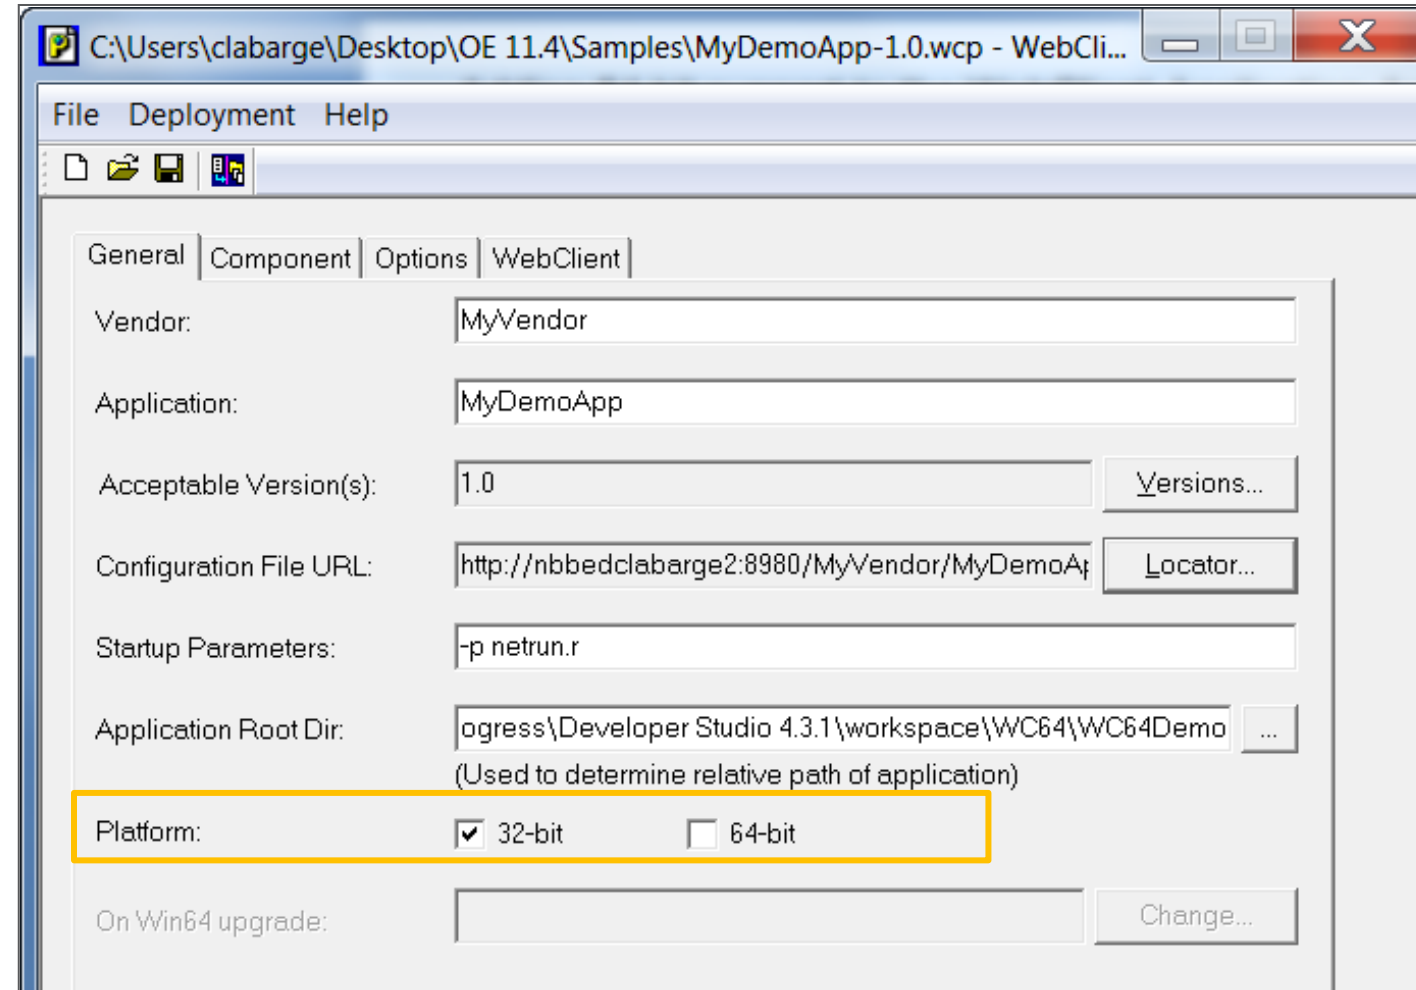 C:\Users\clabarge\Desktop\OE 11.4\Samples\MyDemoApp-1.0.wcp - WebCli...
File Deployment Help
General Component Options WebClient
Vendor: MyVendor
Application: MyDemoApp
Acceptable Version(s): 1.0 Versions...
Configuration File URL: http://nbbedclabarge2:8980/MyVendor/MyDemoAp Locator...
Startup Parameters: -p netrun.r
Application Root Dir: ogress\Developer Studio 4.3.1\workspace\WC64\WC64Demo ...
(Used to determine relative path of application)
Platform: 32-bit 64-bit
On Win64 upgrade: Change...